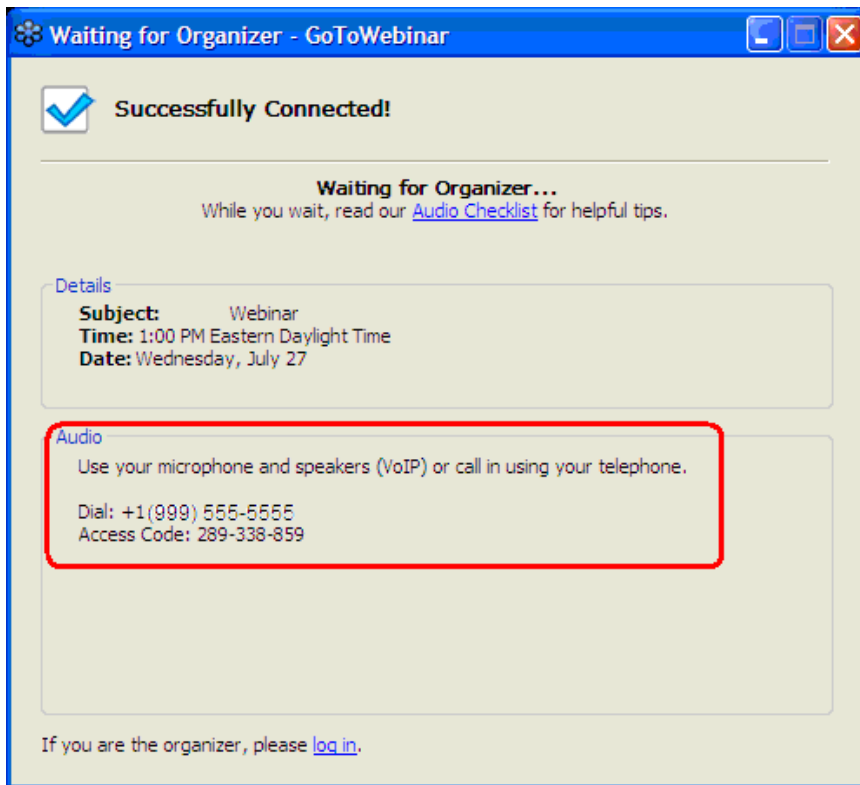 Waiting for Organizer - GoToWebinar
Successfully Connected!
Waiting for Organizer...
While you wait, read our Audio Checklist for helpful tips.
Details
Subject: Webinar
Time: 1:00 PM Eastern Daylight Time
Date: Wednesday, July 27
Audio
Use your microphone and speakers (VoIP) or call in using your telephone.
Dial: +1(999) 555-5555
Access Code: 289-338-859
If you are the organizer, please log in.